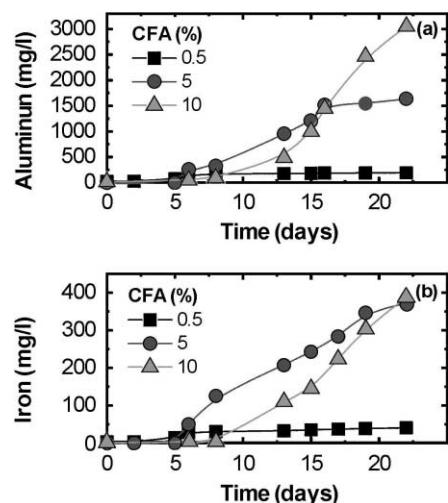 Aluminun (mg/l)
3000
2500
2000
1500
1000
500
0
CFA (%)
0.5
5
10
(a)
0 5 10 15 20
Time (days)
Iron (mg/l)
400
300
200
100
0
CFA (%)
0.5
5
10
(b)
0 5 10 15 20
Time (days)